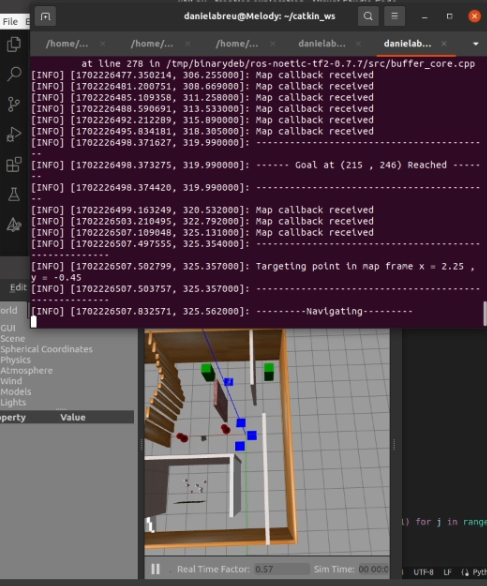 File E
danielabreu@Melody: ~/catkin_ws
/home/... × /home/... × /home/... × danielab... × danielab... ×
at line 278 in /tmp/binarydeb/ros-noetic-tf2-0.7.7/src/buffer_core.cpp
[INFO] [1702226477.350214, 306.255000]: Map callback received
[INFO] [1702226481.200751, 308.669000]: Map callback received
[INFO] [1702226485.109358, 311.258000]: Map callback received
[INFO] [1702226488.590691, 313.533000]: Map callback received
[INFO] [1702226492.212289, 315.890000]: Map callback received
[INFO] [1702226495.834181, 318.305000]: Map callback received
[INFO] [1702226498.371627, 319.990000]: ----------------------------------------
--
[INFO] [1702226498.373275, 319.990000]: ------ Goal at (215 , 246) Reached -----
--
[INFO] [1702226498.374420, 319.990000]: ----------------------------------------
--
[INFO] [1702226499.163249, 320.532000]: Map callback received
[INFO] [1702226503.210495, 322.792000]: Map callback received
[INFO] [1702226507.109048, 325.131000]: Map callback received
[INFO] [1702226507.497555, 325.354000]: ----------------------------------------
--------------
[INFO] [1702226507.502799, 325.357000]: Targeting point in map frame x = 2.25 ,
y = -0.45
[INFO] [1702226507.503757, 325.357000]: ----------------------------------------
--------------
[INFO] [1702226507.832571, 325.562000]: ---------Navigating---------
Edit
orld
GUI
Scene
Spherical Coordinates
Physics
Atmosphere
Wind
Models
Lights
operty Value
) for j in range
Real Time Factor: 0.57 Sim Time:
UTF-8 LF Pyth